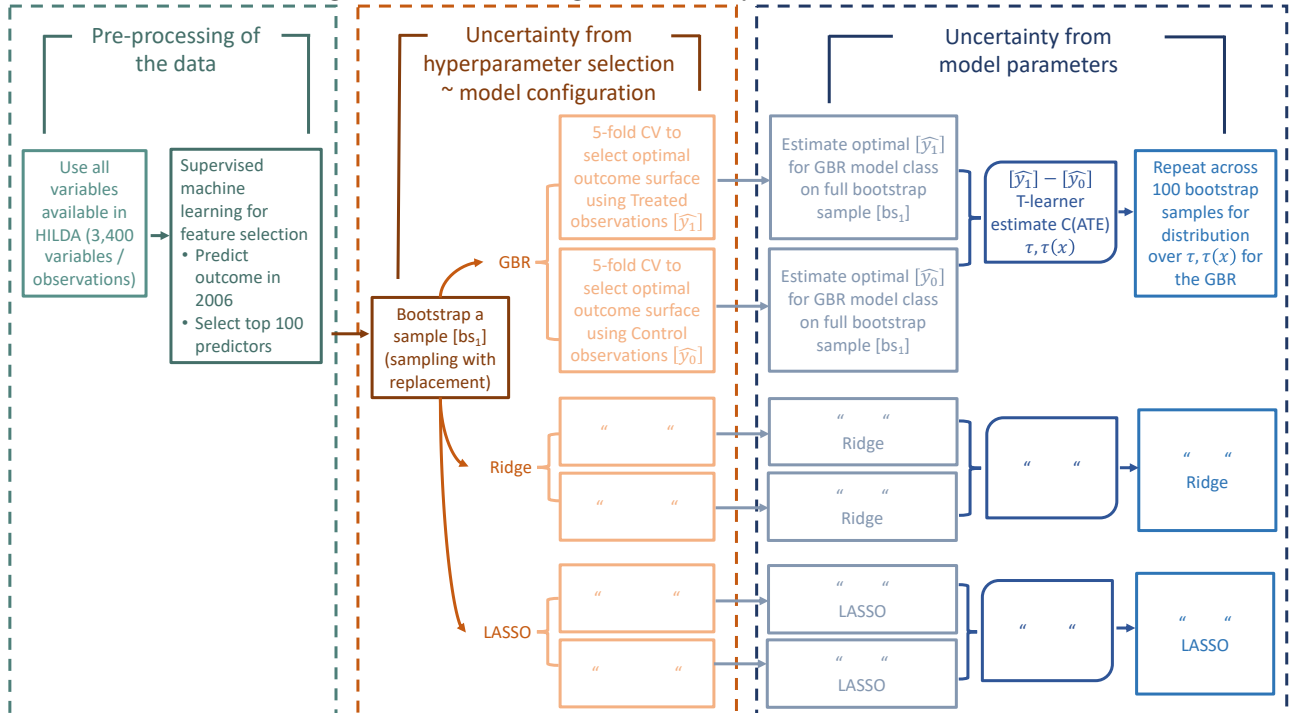 Pre-processing of
the data
Use all
variables
available in
HILDA (3,400
variables /
observations)
Supervised
machine
learning for
feature selection
• Predict
outcome in
2006
• Select top 100
predictors
Uncertainty from
hyperparameter selection
~ model configuration
Bootstrap a
sample [bs₁]
(sampling with
replacement)
GBR
5-fold CV to
select optimal
outcome surface
using Treated
observations [ŷ₁]
5-fold CV to
select optimal
outcome surface
using Control
observations [ŷ₀]
Ridge
“ “
“ “
LASSO
“ “
“ “
Uncertainty from
model parameters
Estimate optimal [ŷ₁]
for GBR model class
on full bootstrap
sample [bs₁]
Estimate optimal [ŷ₀]
for GBR model class
on full bootstrap
sample [bs₁]
[ŷ₁] − [ŷ₀]
T-learner
estimate C(ATE)
τ, τ(x)
Repeat across
100 bootstrap
samples for
distribution
over τ, τ(x) for
the GBR
“ “
Ridge
“ “
Ridge
“ “
“ “
Ridge
“ “
LASSO
“ “
LASSO
“ “
“ “
LASSO